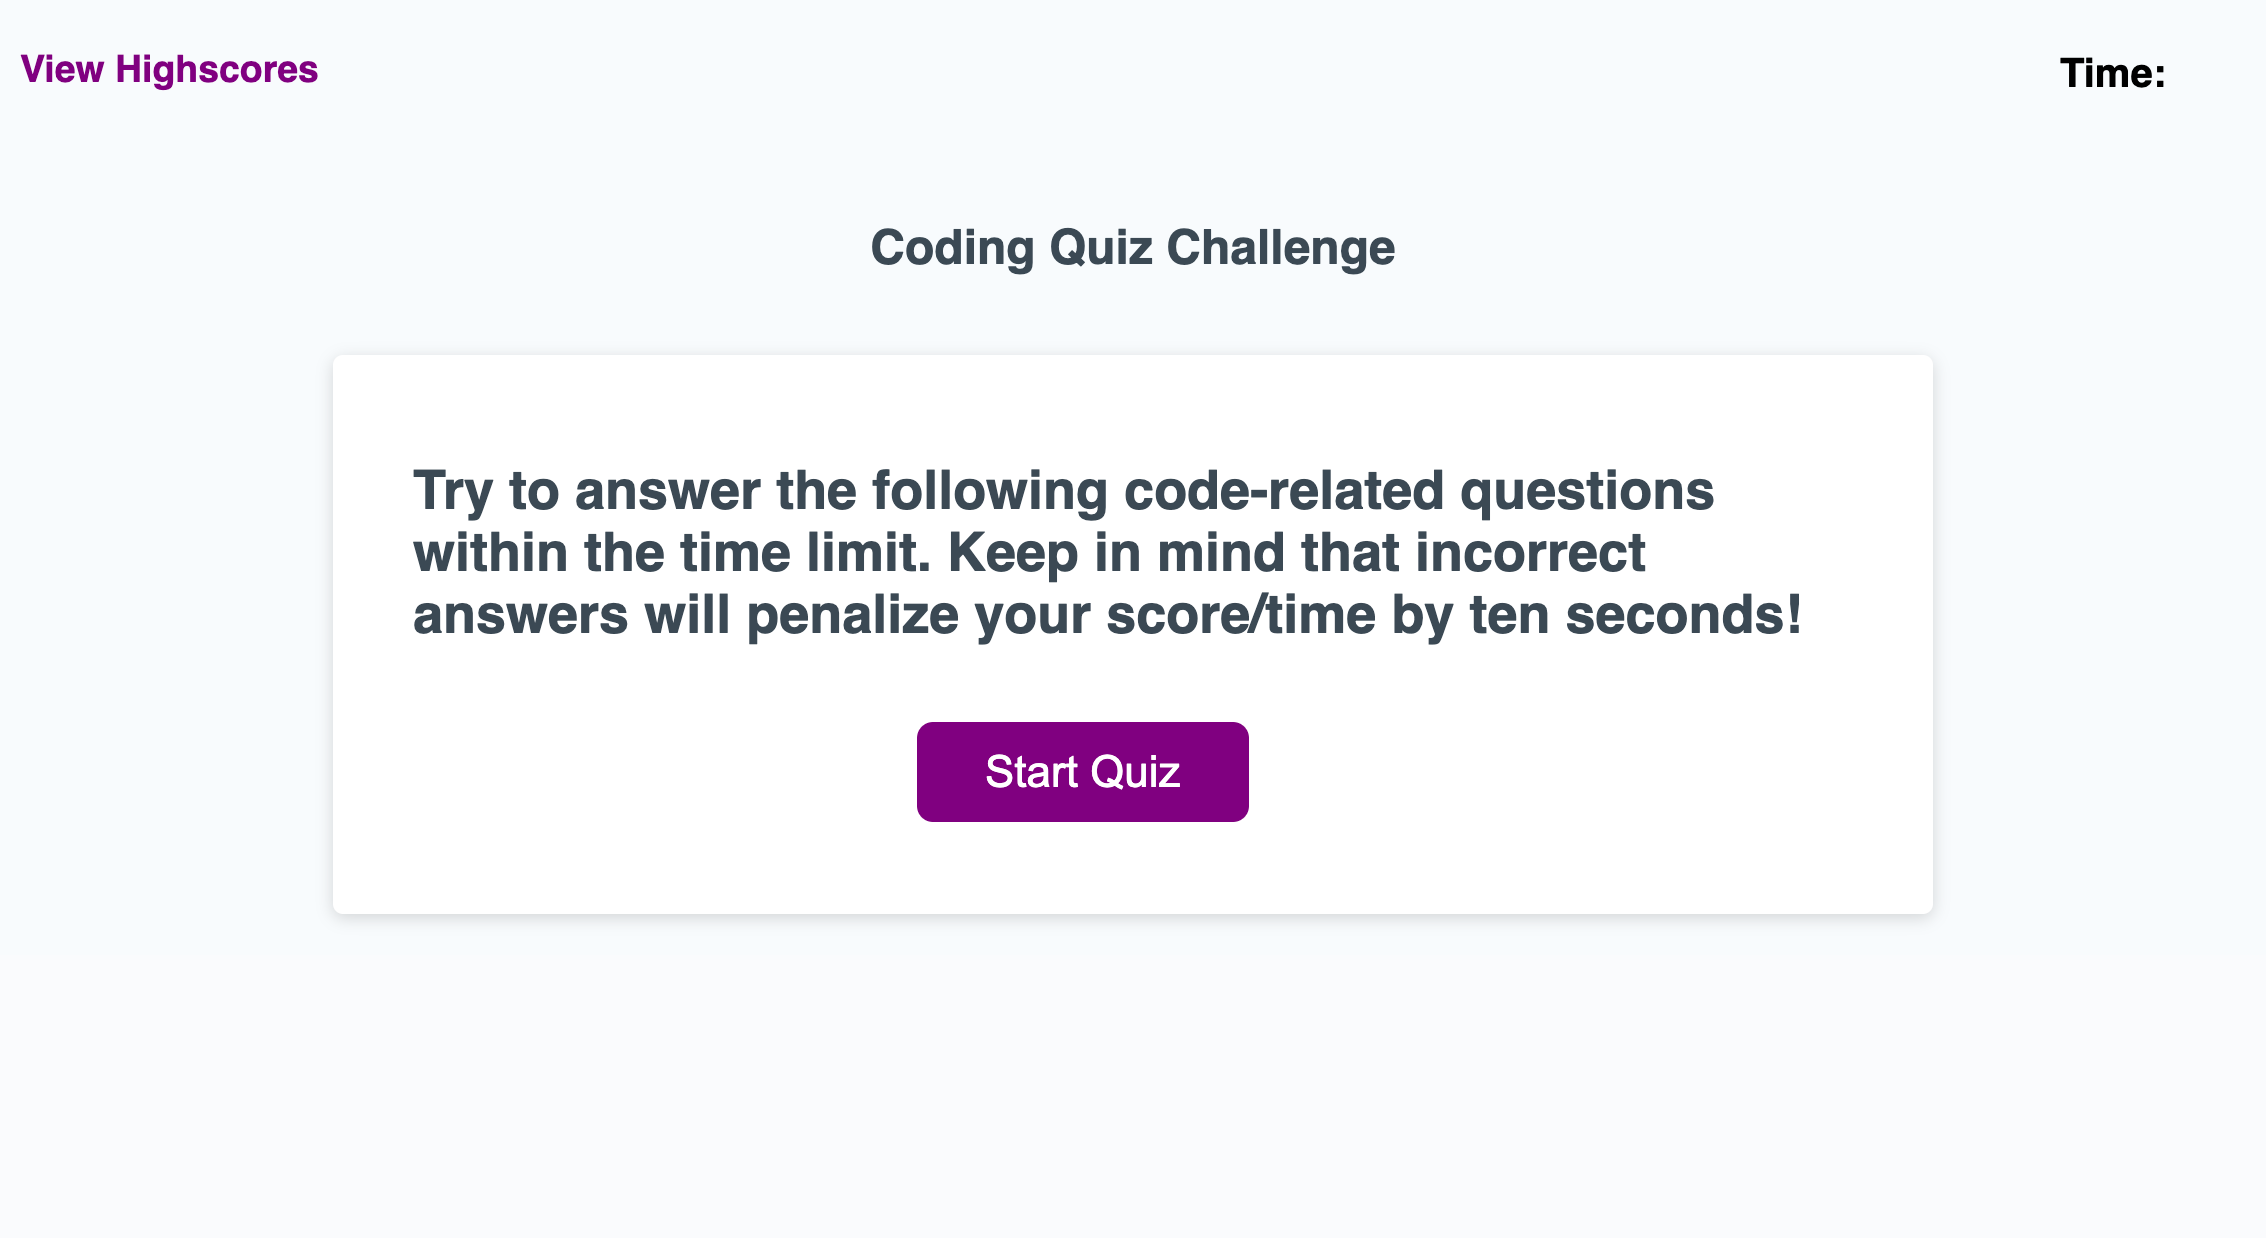 View Highscores
Time:
Coding Quiz Challenge
Try to answer the following code-related questions
within the time limit. Keep in mind that incorrect
answers will penalize your score/time by ten seconds!
Start Quiz